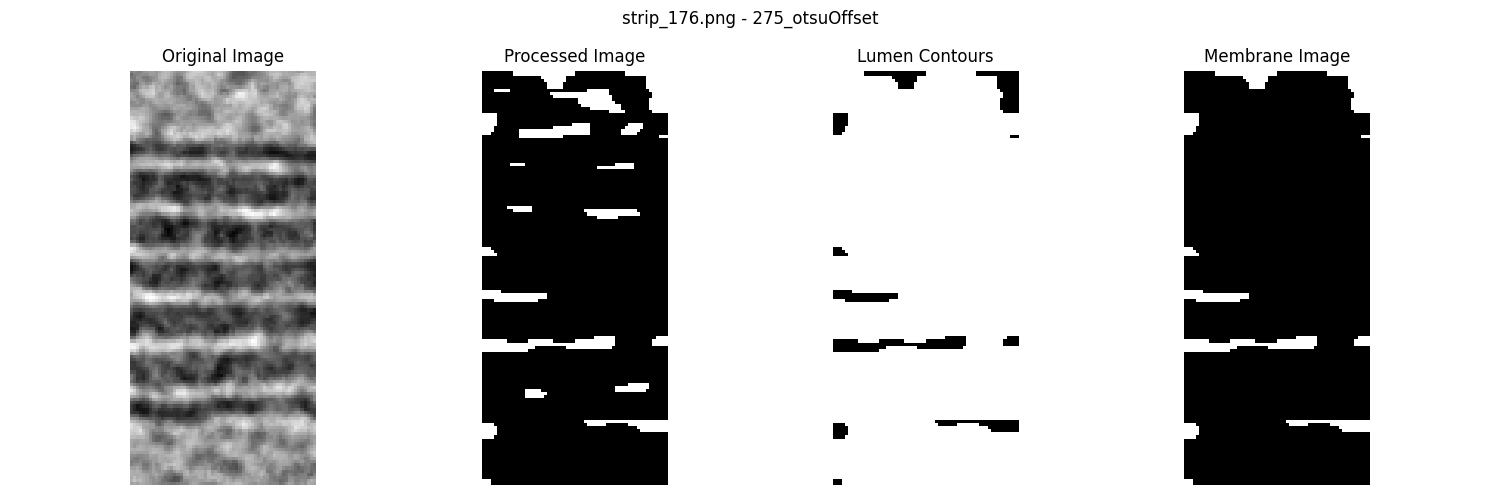 strip_176.png - 275_otsuOffset
Original Image
Processed Image
Lumen Contours
Membrane Image